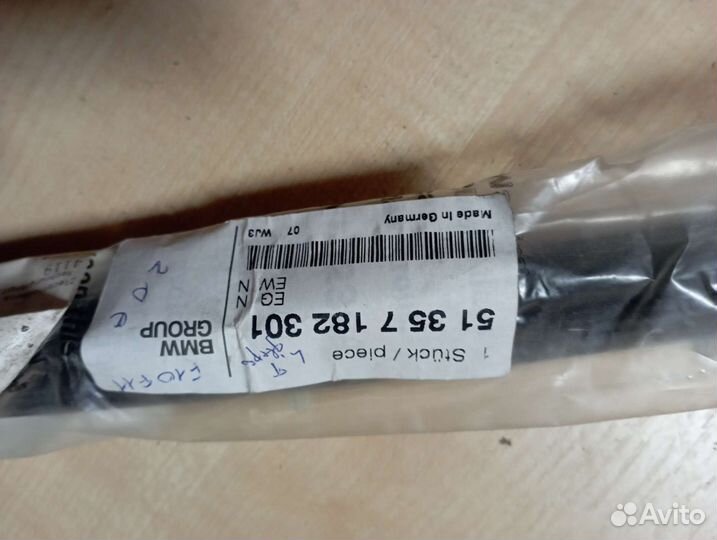 1 Stück / piece
51 35 7 182 301
EG N
EW N
07 WJ3 Made In Germany
BMW
GROUP
F10 F11
4119
Avito